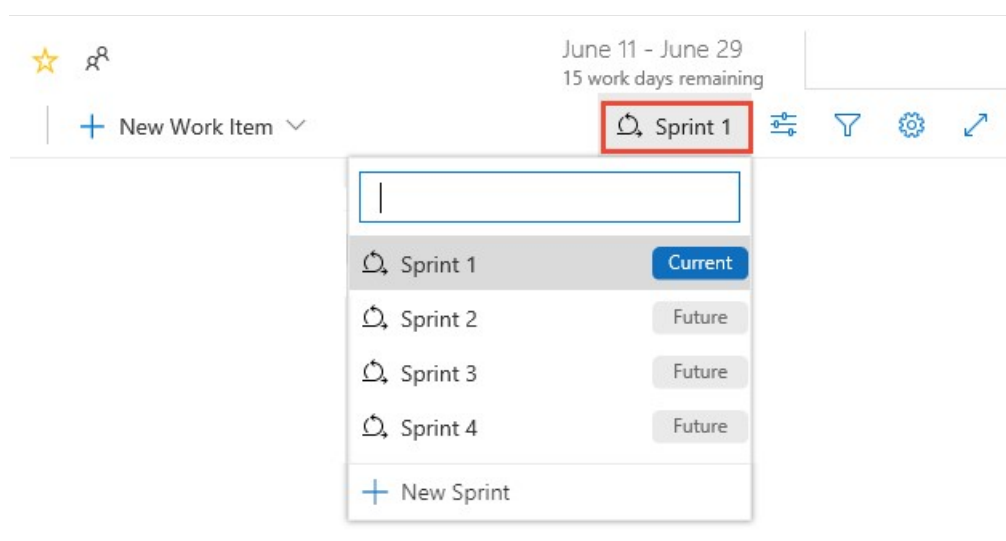 June 11 - June 29
15 work days remaining
New Work Item
Sprint 1
Sprint 1 Current
Sprint 2 Future
Sprint 3 Future
Sprint 4 Future
New Sprint